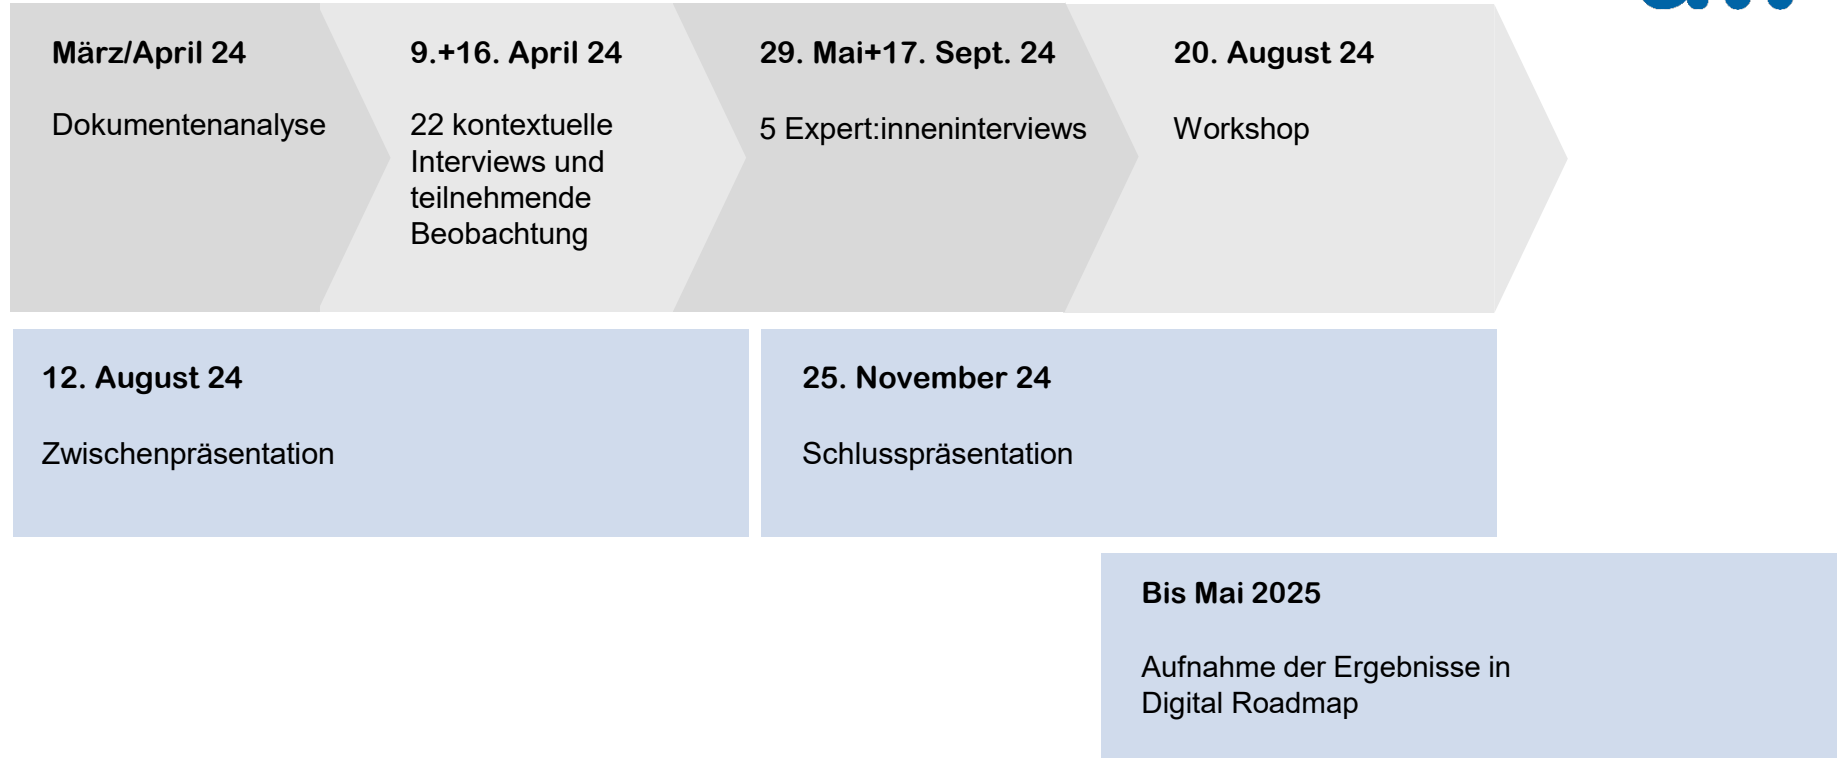 März/April 24
Dokumentenanalyse
9.+16. April 24
22 kontextuelle
Interviews und
teilnehmende
Beobachtung
29. Mai+17. Sept. 24
5 Expert:inneninterviews
20. August 24
Workshop
12. August 24
Zwischenpräsentation
25. November 24
Schlusspräsentation
Bis Mai 2025
Aufnahme der Ergebnisse in
Digital Roadmap